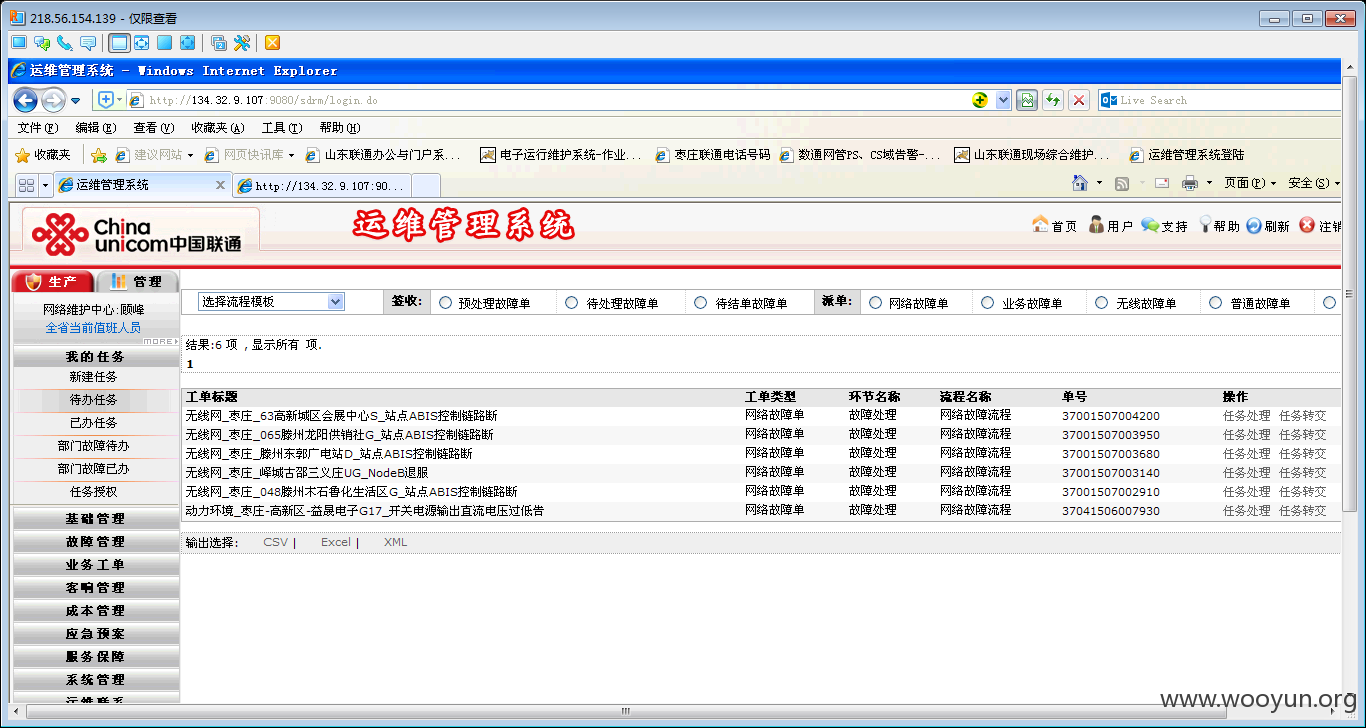 218.56.154.139 - 仅限查看
运维管理系统 - Windows Internet Explorer
http://134.32.9.107:9080/sdrm/login.do
Live Search
文件(F) 编辑(E) 查看(V) 收藏夹(A) 工具(T) 帮助(H)
收藏夹 建议网站 网页快讯库 山东联通办公与门户系... 电子运行维护系统-作业... 枣庄联通电话号码 数通网管PS、CS域告警-... 山东联通现场综合维护... 运维管理系统登陆
运维管理系统 X http://134.32.9.107:90... 页面(P) 安全(S)
China unicom中国联通
运维管理系统
首页 用户 支持 帮助 刷新 注销
生产 管理
选择流程模板 签收: 预处理故障单 待处理故障单 待结单故障单 派单: 网络故障单 业务故障单 无线故障单 普通故障单
网络维护中心:顾峰
全省当前值班人员
MORE
我的任务
新建任务
待办任务
已办任务
部门故障待办
部门故障已办
任务授权
基础管理
故障管理
业务工单
客响管理
成本管理
应急预案
服务保障
系统管理
运维联系
结果:6 项 , 显示所有 项.
1
工单标题 工单类型 环节名称 流程名称 单号 操作
无线网_枣庄_63高新城区会展中心S_站点ABIS控制链路断 网络故障单 故障处理 网络故障流程 37001507004200 任务处理 任务转交
无线网_枣庄_065滕州龙阳供销社G_站点ABIS控制链路断 网络故障单 故障处理 网络故障流程 37001507003950 任务处理 任务转交
无线网_枣庄_滕州东郭广电站D_站点ABIS控制链路断 网络故障单 故障处理 网络故障流程 37001507003680 任务处理 任务转交
无线网_枣庄_峄城古邵三义庄UG_NodeB退服 网络故障单 故障处理 网络故障流程 37001507003140 任务处理 任务转交
无线网_枣庄_048滕州木石鲁化生活区G_站点ABIS控制链路断 网络故障单 故障处理 网络故障流程 37001507002910 任务处理 任务转交
动力环境_枣庄-高新区-益晟电子G17_开关电源输出直流电压过低告 网络故障单 故障处理 网络故障流程 37041506007930 任务处理 任务转交
输出选择: CSV | Excel | XML
www.wooyun.org